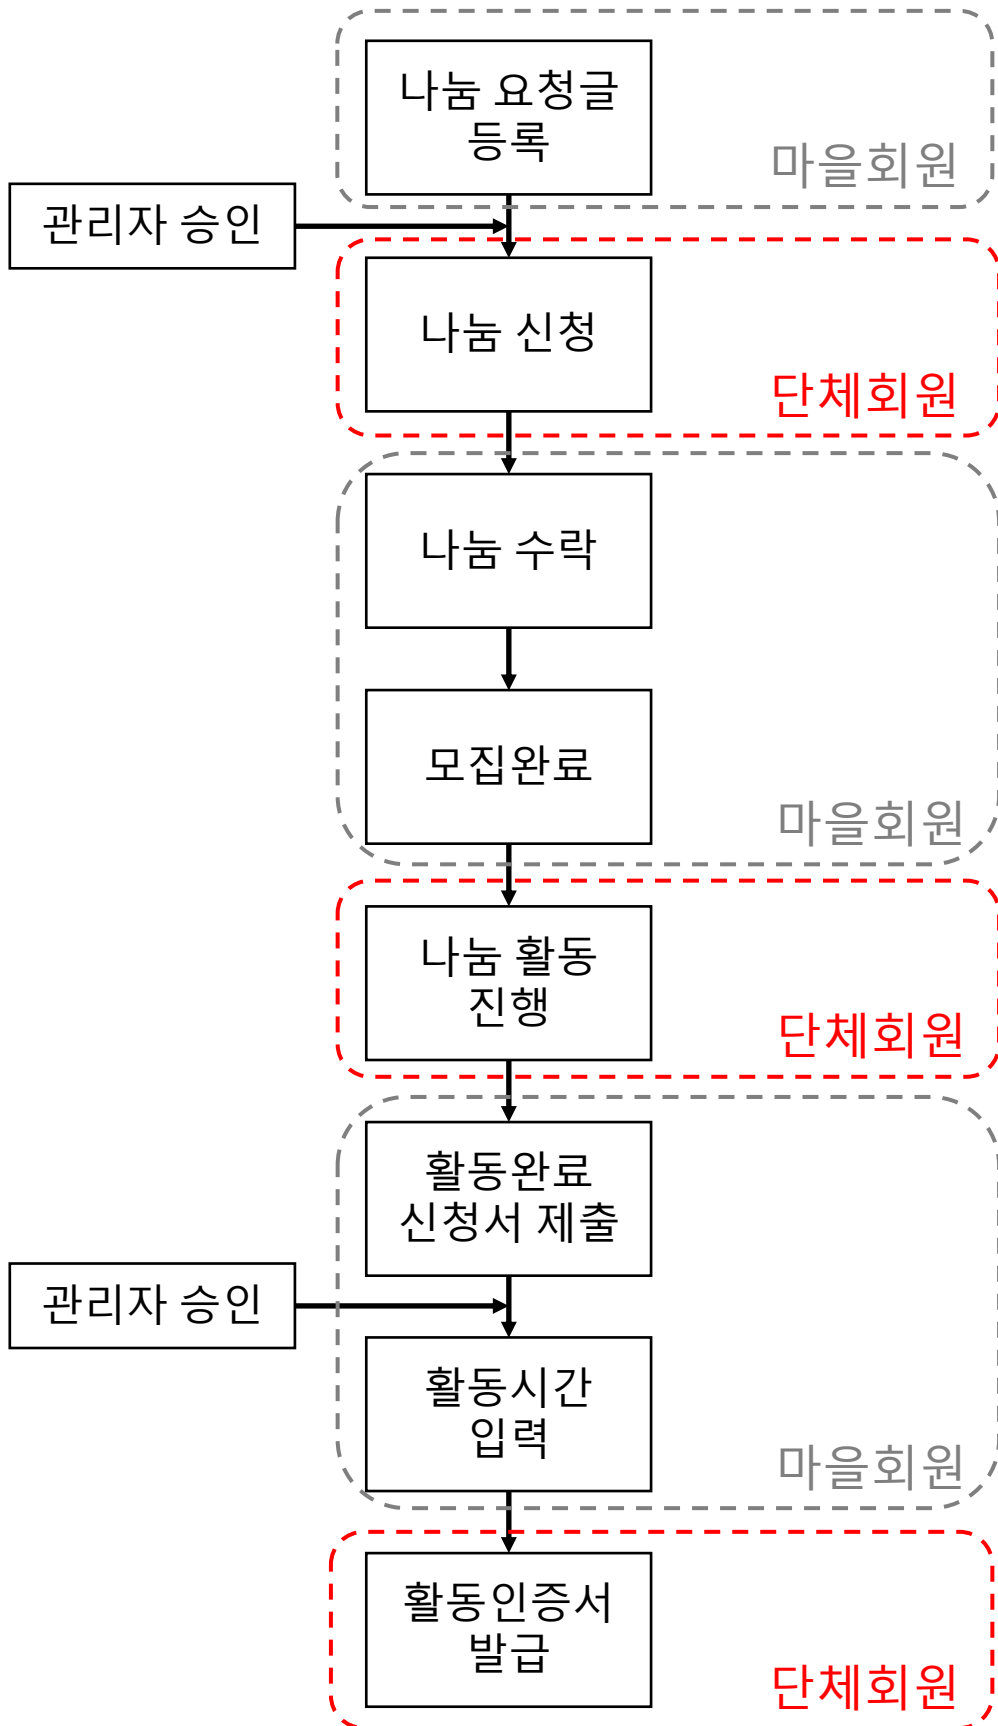 나눔 요청글
등록
마을회원
관리자 승인
나눔 신청
단체회원
나눔 수락
모집완료
마을회원
나눔 활동
진행
단체회원
활동완료
신청서 제출
관리자 승인
활동시간
입력
마을회원
활동인증서
발급
단체회원